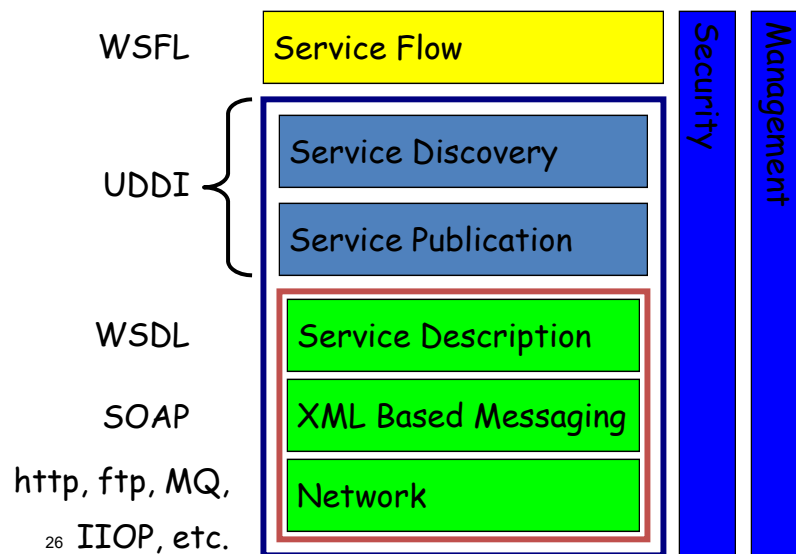 WSFL
Service Flow
Service Discovery
UDDI
Service Publication
WSDL
Service Description
SOAP
XML Based Messaging
http, ftp, MQ,
IIOP, etc.
Network
26
Security
Management